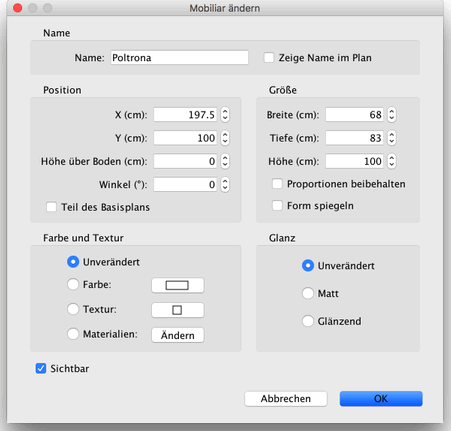 Mobiliar ändern
Name
Name: Poltrona Zeige Name im Plan
Position
X (cm): 197.5
Y (cm): 100
Höhe über Boden (cm): 0
Winkel (°): 0
Teil des Basisplans
Größe
Breite (cm): 68
Tiefe (cm): 83
Höhe (cm): 100
Proportionen beibehalten
Form spiegeln
Farbe und Textur
Unverändert
Farbe:
Textur:
Materialien: Ändern
Glanz
Unverändert
Matt
Glänzend
Sichtbar
Abbrechen OK